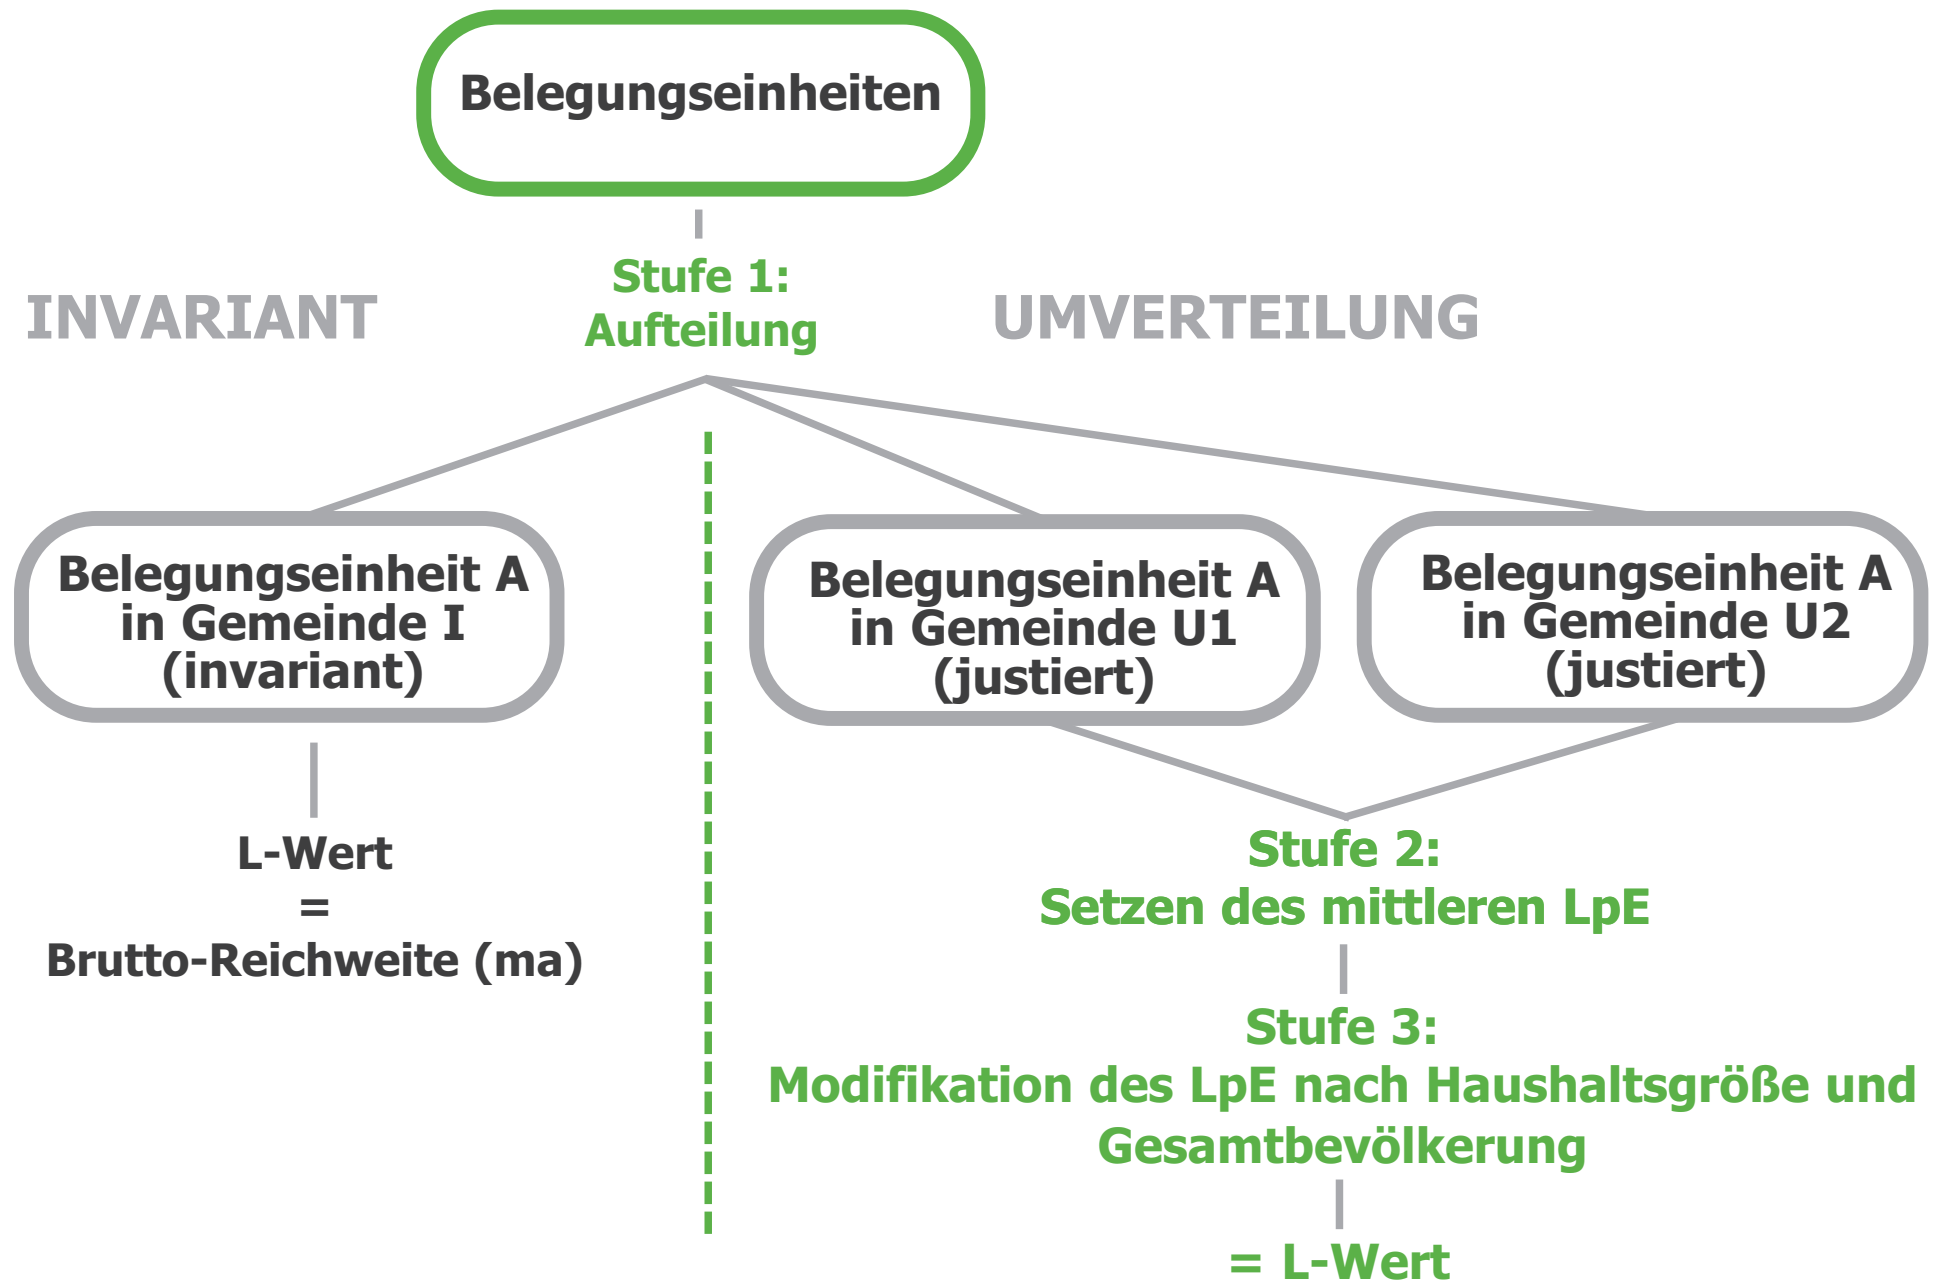 Belegungseinheiten
Stufe 1:
Aufteilung
INVARIANT
UMVERTEILUNG
Belegungseinheit A
in Gemeinde I
(invariant)
Belegungseinheit A
in Gemeinde U1
(justiert)
Belegungseinheit A
in Gemeinde U2
(justiert)
L-Wert
=
Brutto-Reichweite (ma)
Stufe 2:
Setzen des mittleren LpE
Stufe 3:
Modifikation des LpE nach Haushaltsgröße und
Gesamtbevölkerung
= L-Wert